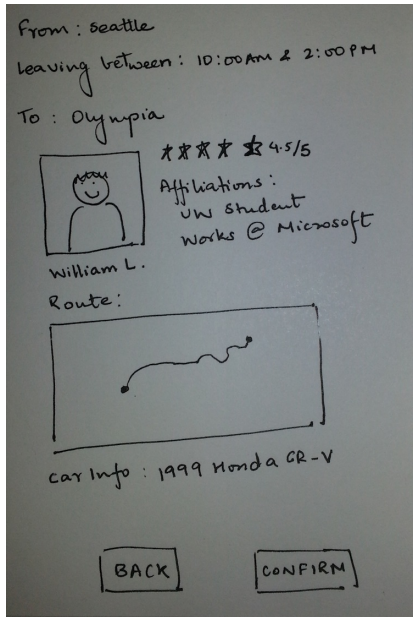 From : Seattle
Leaving between : 10:00AM & 2:00PM
To : Olympia
4.5/5
Affiliations :
UW Student
Works @ Microsoft
William L.
Route :
Car Info : 1999 Honda CR-V
BACK
CONFIRM